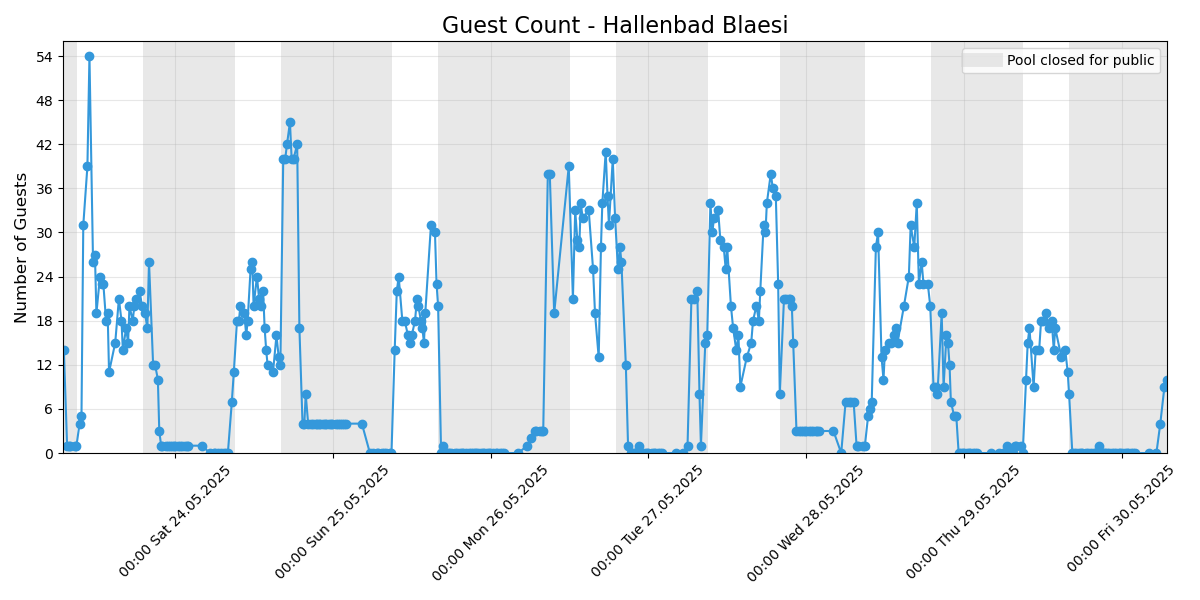 Guest Count - Hallenbad Blaesi
Pool closed for public
Number of Guests
54
48
42
36
30
24
18
12
6
0
00:00 Sat 24.05.2025
00:00 Sun 25.05.2025
00:00 Mon 26.05.2025
00:00 Tue 27.05.2025
00:00 Wed 28.05.2025
00:00 Thu 29.05.2025
00:00 Fri 30.05.2025